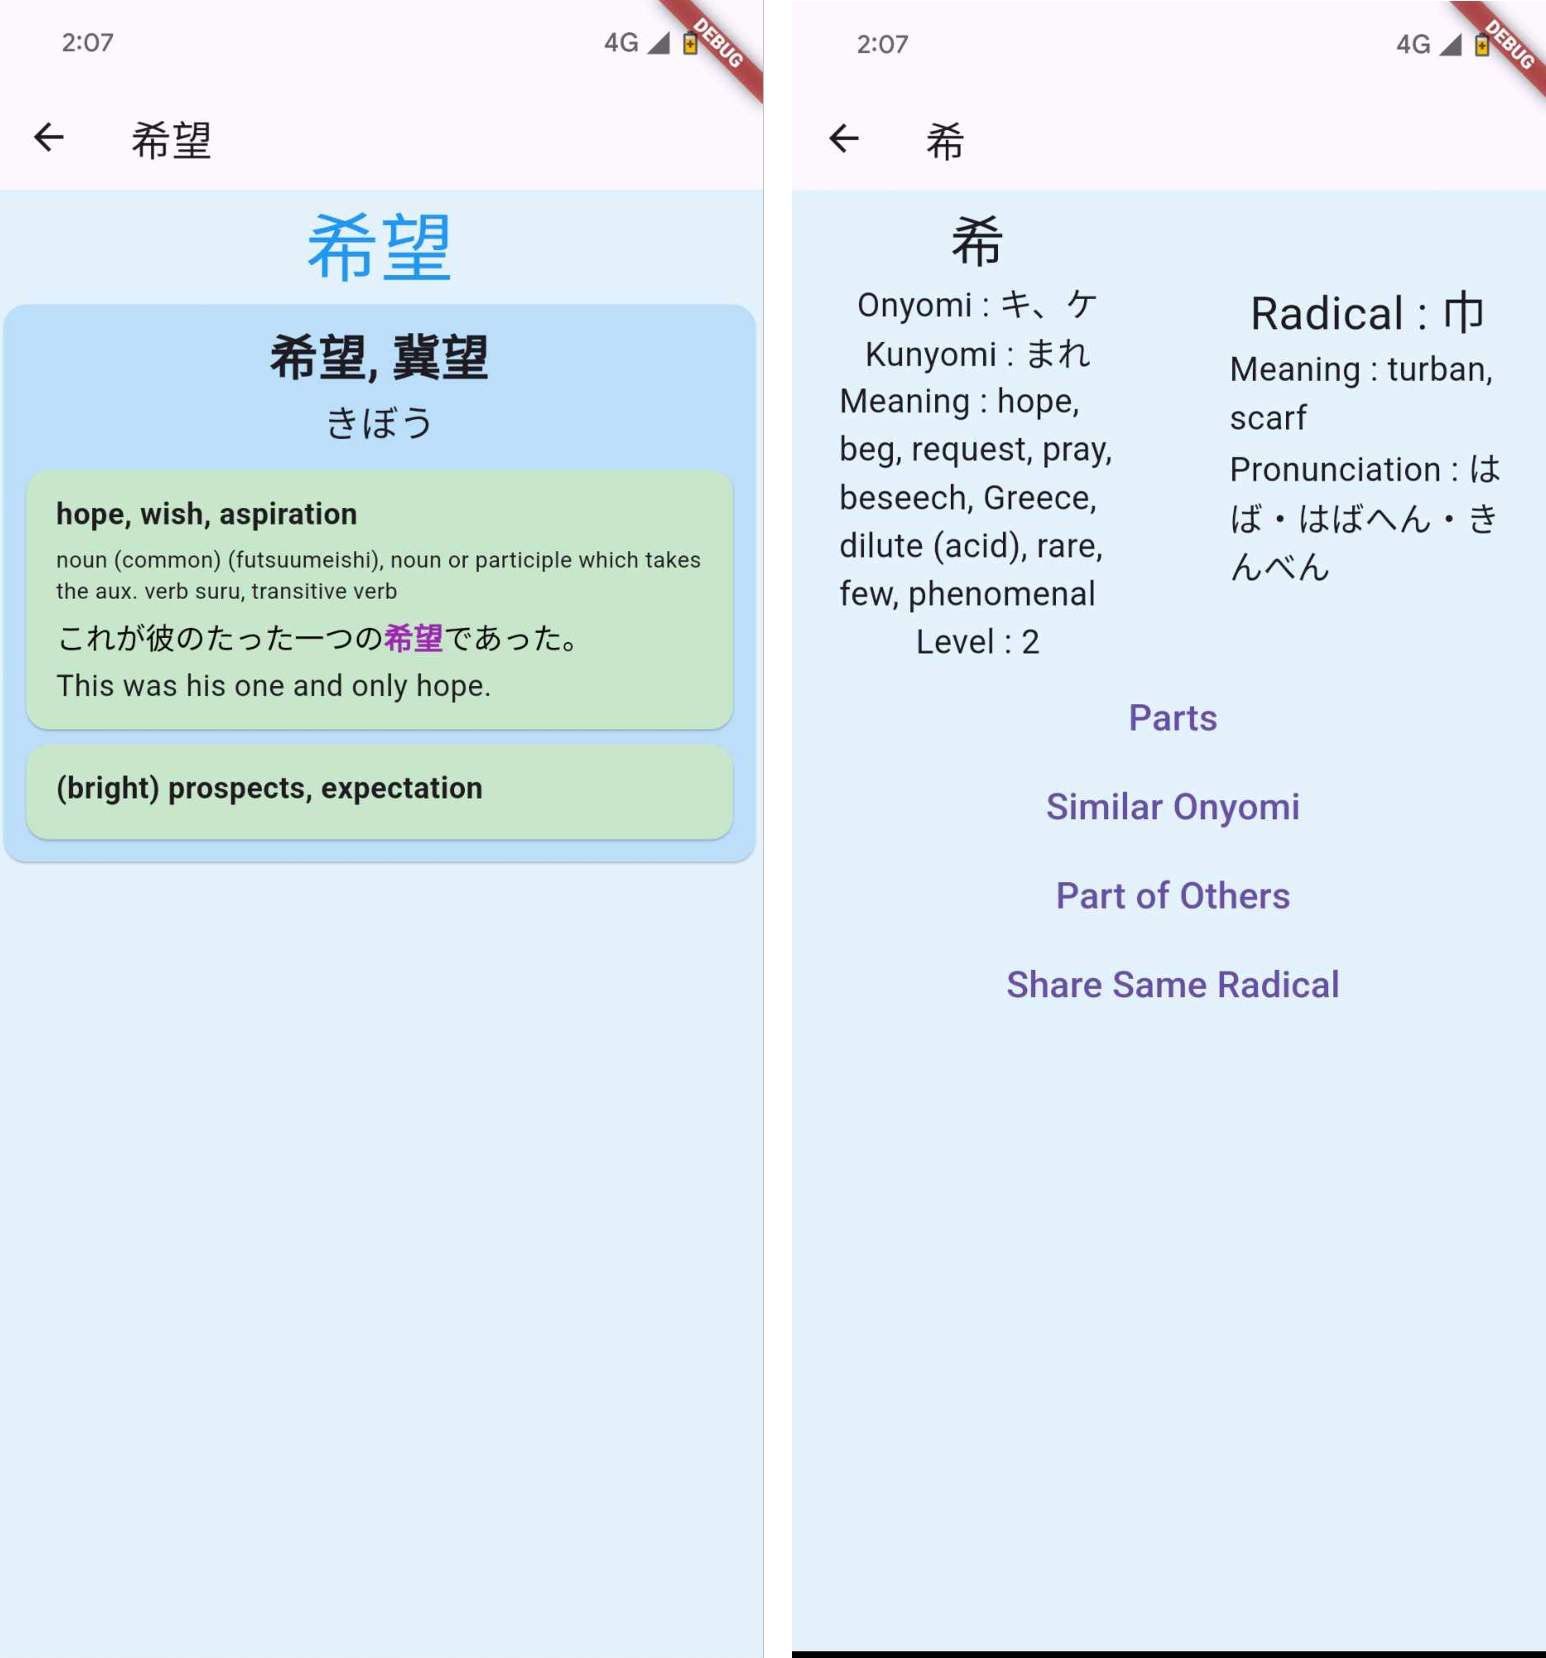 2:07
4G
DEBUG
希望
希望
希望, 冀望
きぼう
hope, wish, aspiration
noun (common) (futsuumeishi), noun or participle which takes
the aux. verb suru, transitive verb
これが彼のたった一つの希望であった。
This was his one and only hope.
(bright) prospects, expectation
2:07
4G
DEBUG
希
希
Onyomi : キ、ケ
Kunyomi : まれ
Meaning : hope,
beg, request, pray,
beseech, Greece,
dilute (acid), rare,
few, phenomenal
Level : 2
Radical : 巾
Meaning : turban,
scarf
Pronunciation : は
ば・はばへん・き
んべん
Parts
Similar Onyomi
Part of Others
Share Same Radical